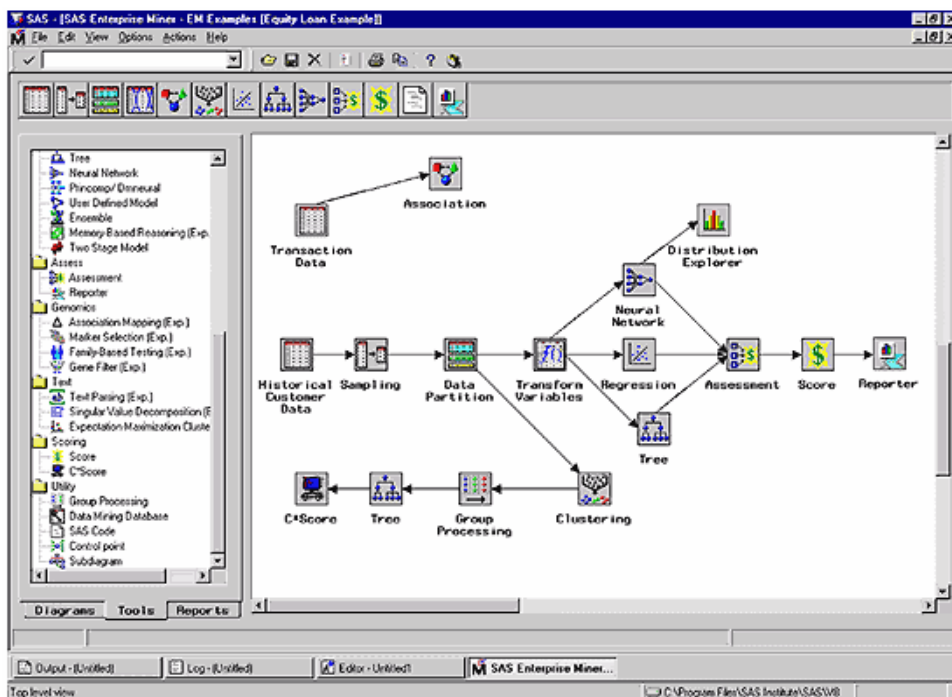 SAS - [SAS Enterprise Miner - EM Examples [Equity Loan Example]]
File Edit View Options Actions Help
Tree
Neural Network
Princomp/ Dmneural
User Defined Model
Ensemble
Memory-Based Reasoning (Exp.
Two Stage Model
Assess
Assessment
Reporter
Genomics
Association Mapping (Exp.)
Marker Selection (Exp.)
Family-Based Testing (Exp.)
Gene Filter (Exp.)
Text
Text Parsing (Exp.)
Singular Value Decomposition (E
Expectation Maximization Cluste
Scoring
Score
C*Score
Utility
Group Processing
Data Mining Database
SAS Code
Control point
Subdiagram
Diagrams Tools Reports
Association
Transaction
Data
Distribution
Explorer
Neural
Network
Historical
Customer
Data
Sampling
Data
Partition
Transform
Variables
Regression
Assessment
Score
Reporter
Tree
C*Score
Tree
Group
Processing
Clustering
Output - (Untitled) Log - (Untitled) Editor - Untitled1 SAS Enterprise Miner...
Top level view C:\Program Files\SAS Institute\SAS\V8